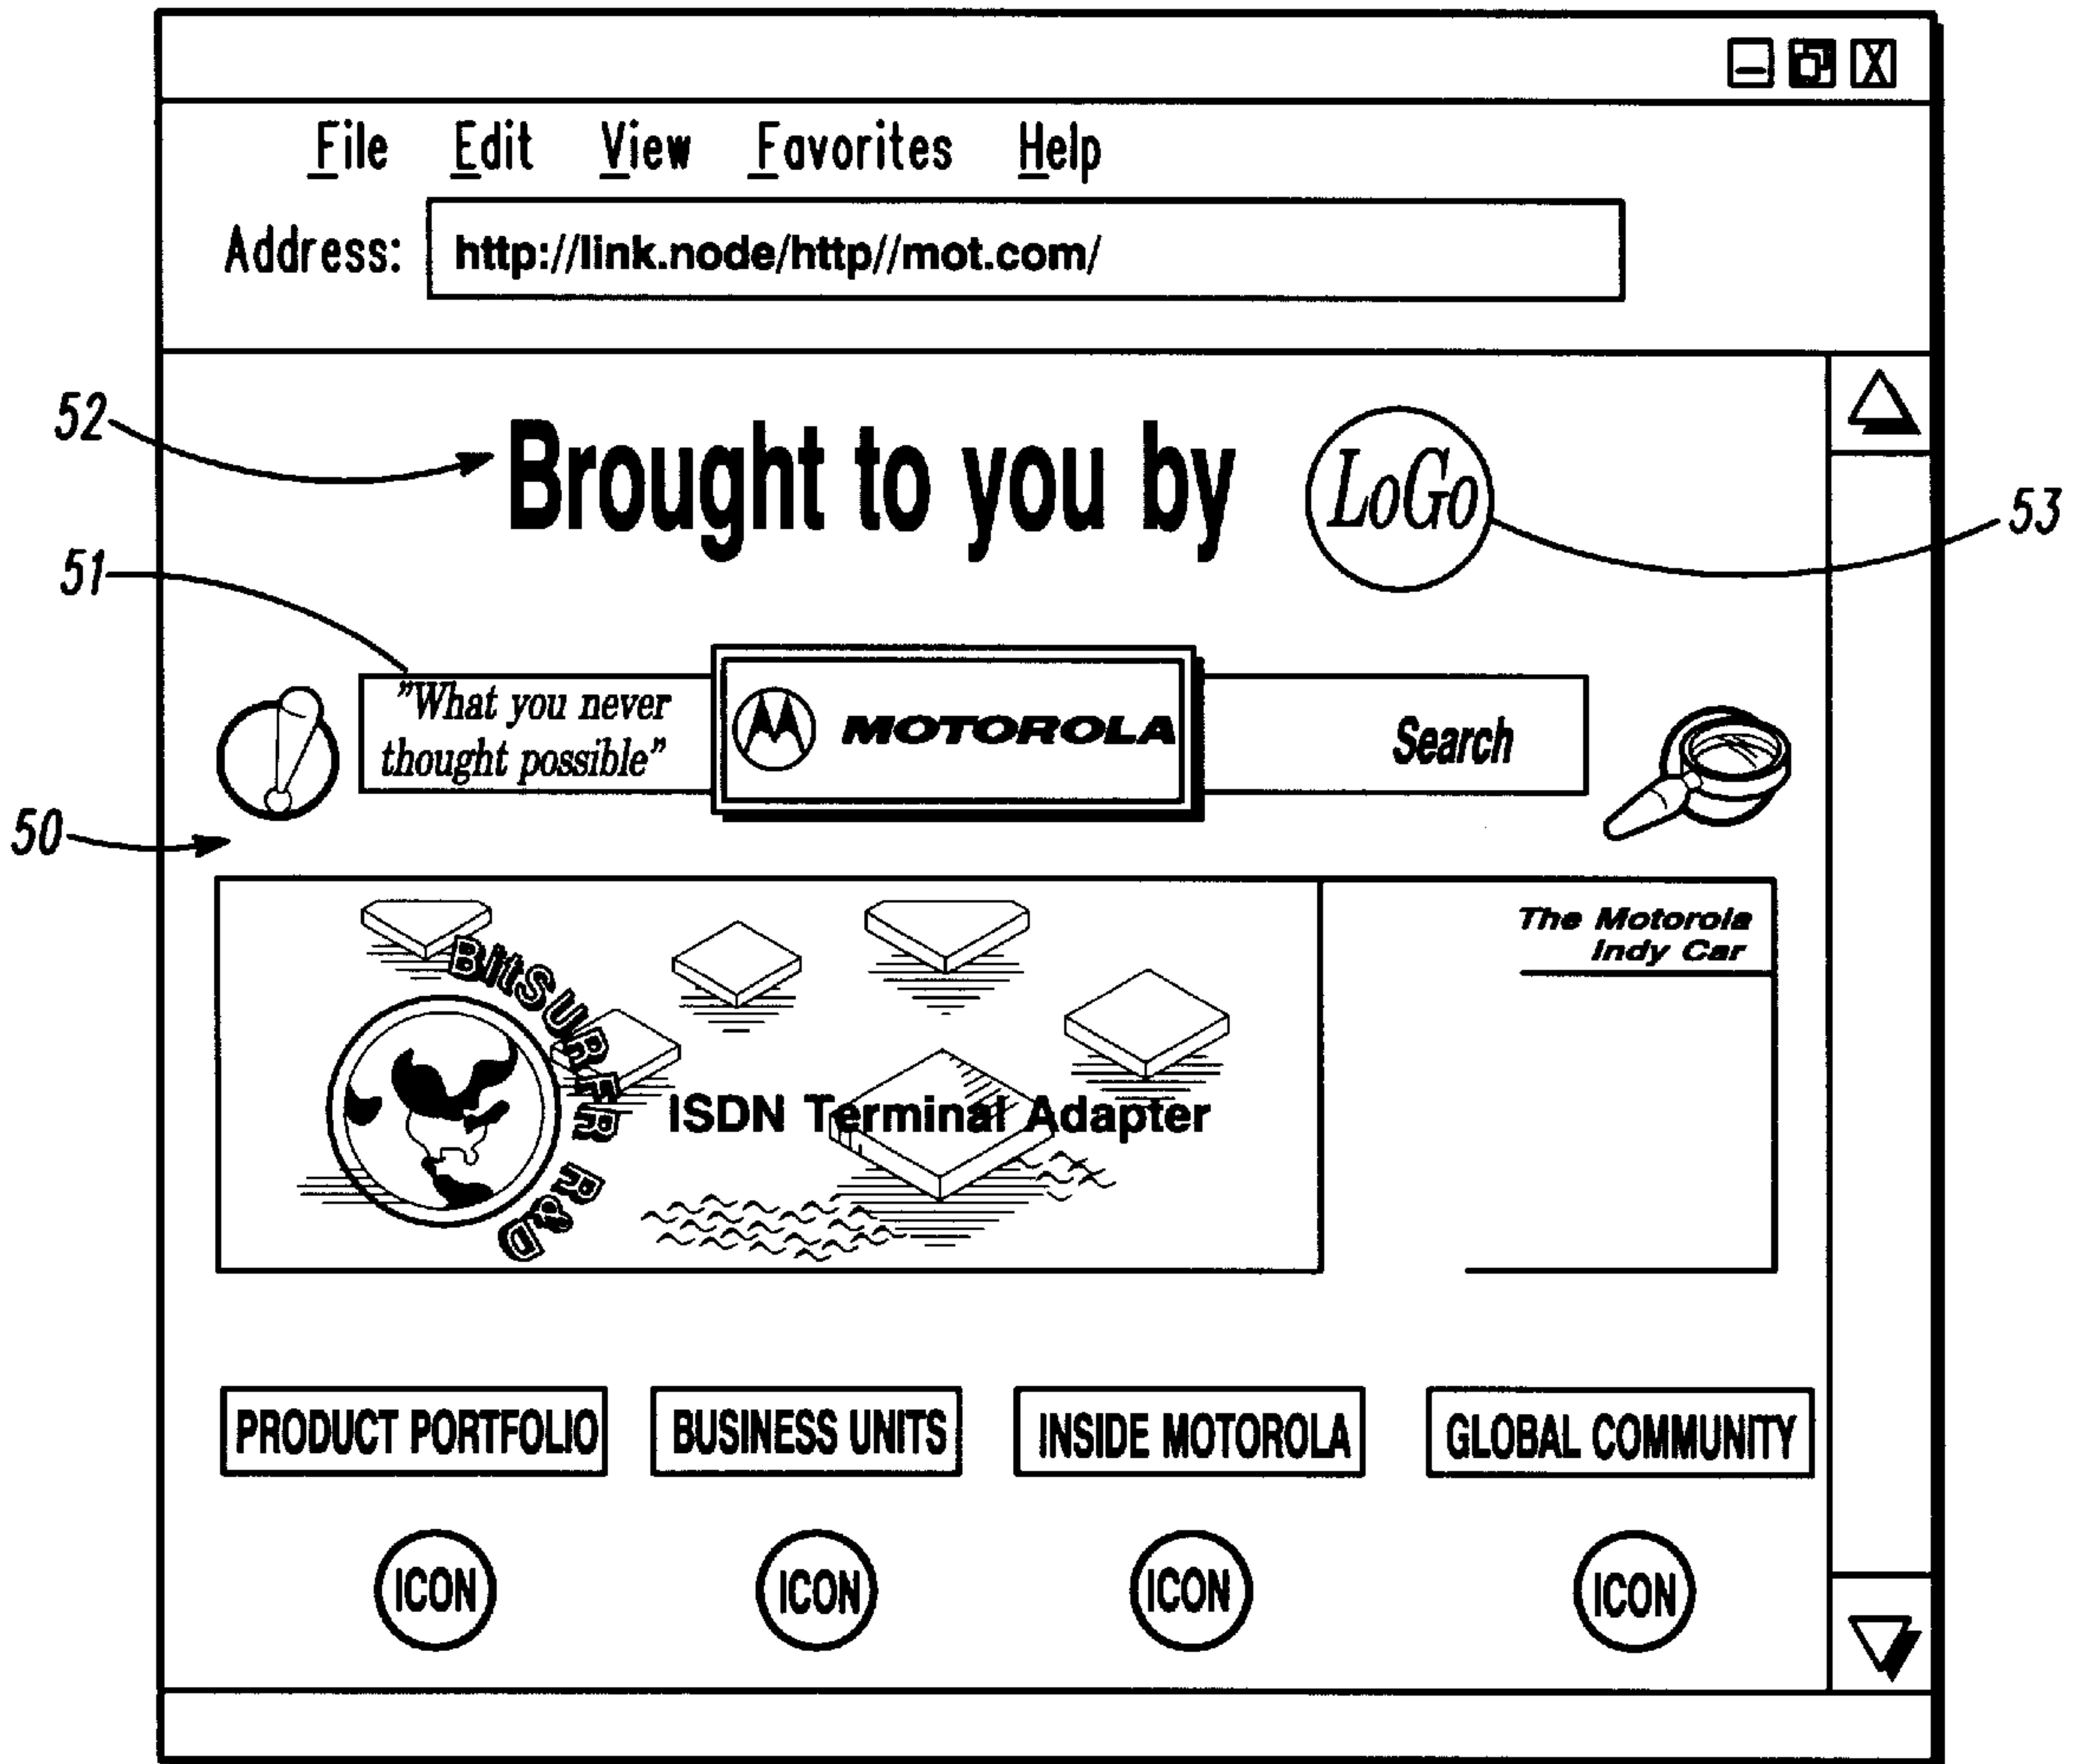 X
File Edit View Favorites Help
Address: http://link.node/http//mot.com/
52
Brought to you by LoGo
53
51
"What you never
thought possible"
MOTOROLA
Search
50
The Motorola
Indy Car
BitSURFR R&D
ISDN Terminal Adapter
PRODUCT PORTFOLIO BUSINESS UNITS INSIDE MOTOROLA GLOBAL COMMUNITY
ICON ICON ICON ICON